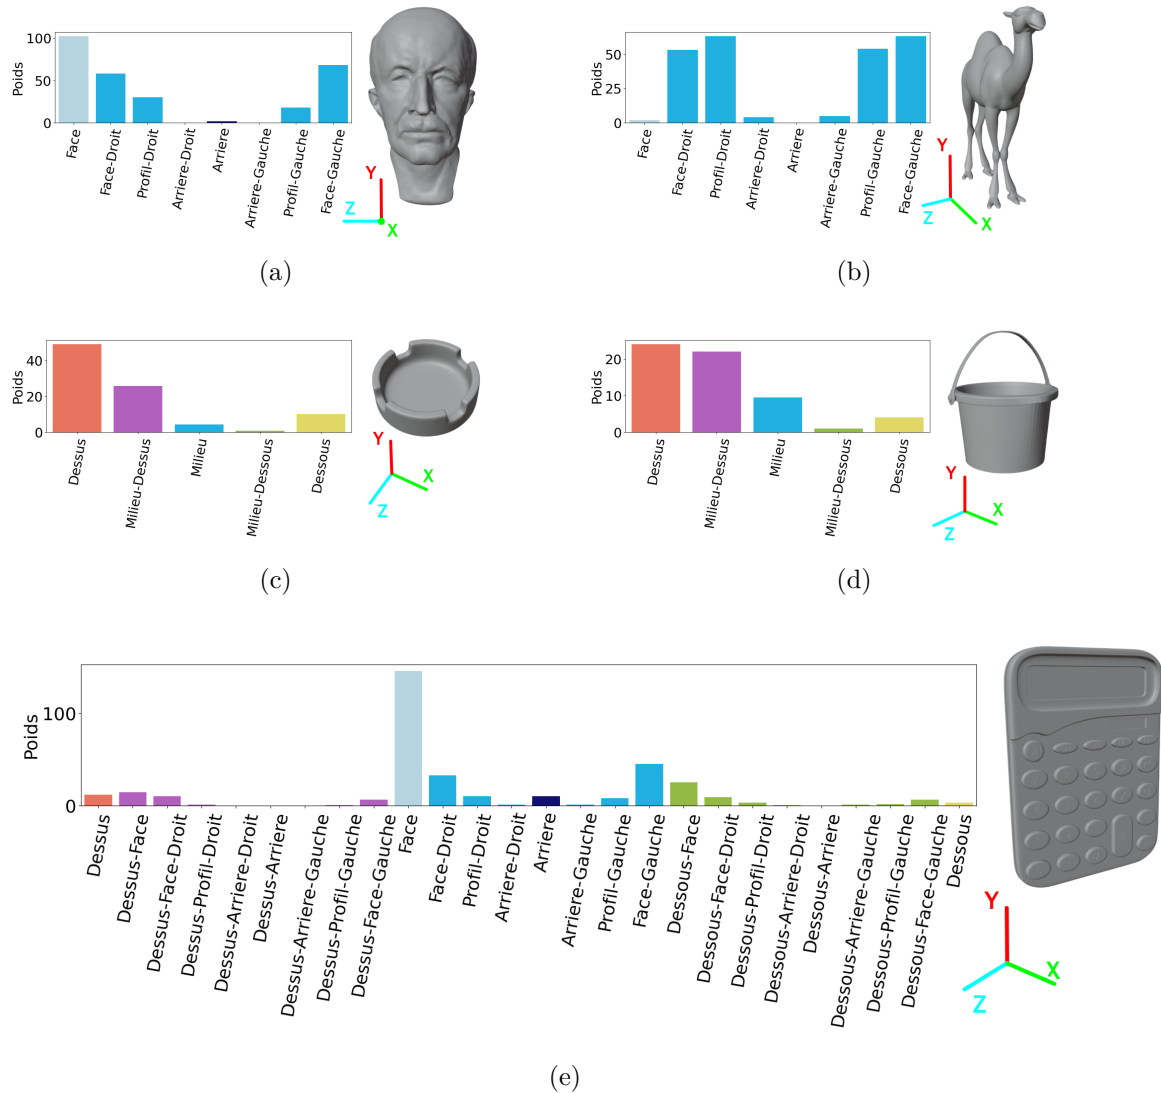 Poids
100
50
0
Face
Face-Droit
Profil-Droit
Arriere-Droit
Arriere
Arriere-Gauche
Profil-Gauche
Face-Gauche
Y
Z
X
(a)
Poids
50
25
0
Face
Face-Droit
Profil-Droit
Arriere-Droit
Arriere
Arriere-Gauche
Profil-Gauche
Face-Gauche
Y
Z
X
(b)
Poids
40
20
0
Dessus
Milieu-Dessus
Milieu
Milieu-Dessous
Dessous
Y
X
Z
(c)
Poids
20
10
0
Dessus
Milieu-Dessus
Milieu
Milieu-Dessous
Dessous
Y
X
Z
(d)
Poids
100
0
Dessus
Dessus-Face
Dessus-Face-Droit
Dessus-Profil-Droit
Dessus-Arriere-Droit
Dessus-Arriere
Dessus-Arriere-Gauche
Dessus-Profil-Gauche
Dessus-Face-Gauche
Face
Face-Droit
Profil-Droit
Arriere-Droit
Arriere
Arriere-Gauche
Profil-Gauche
Face-Gauche
Dessous-Face
Dessous-Face-Droit
Dessous-Profil-Droit
Dessous-Arriere-Droit
Dessous-Arriere
Dessous-Arriere-Gauche
Dessous-Profil-Gauche
Dessous-Face-Gauche
Dessous
Y
X
Z
(e)